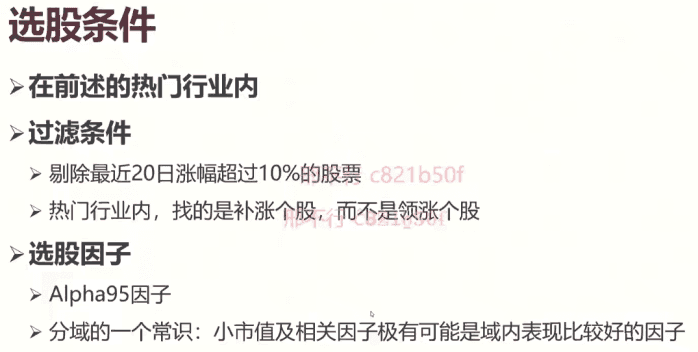 选股条件
➢在前述的热门行业内
➢过滤条件
➢剔除最近20日涨幅超过10%的股票
c821b50f
➢热门行业内，找的是补涨个股，而不是领涨个股
邢不行 c821b50f
➢选股因子
➢Alpha95因子
➢分域的一个常识：小市值及相关因子极有可能是域内表现比较好的因子